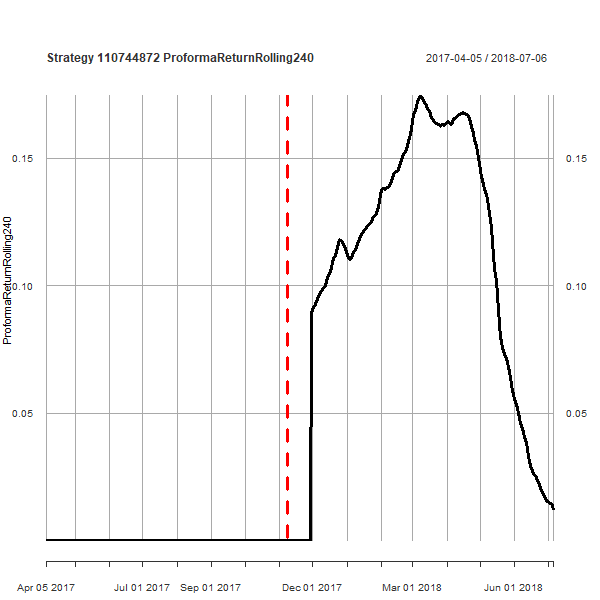 Strategy 110744872 ProformaReturnRolling240
2017-04-05 / 2018-07-06
ProformaReturnRolling240
0.15
0.10
0.05
0.15
0.10
0.05
Apr 05 2017
Jul 01 2017
Sep 01 2017
Dec 01 2017
Mar 01 2018
Jun 01 2018